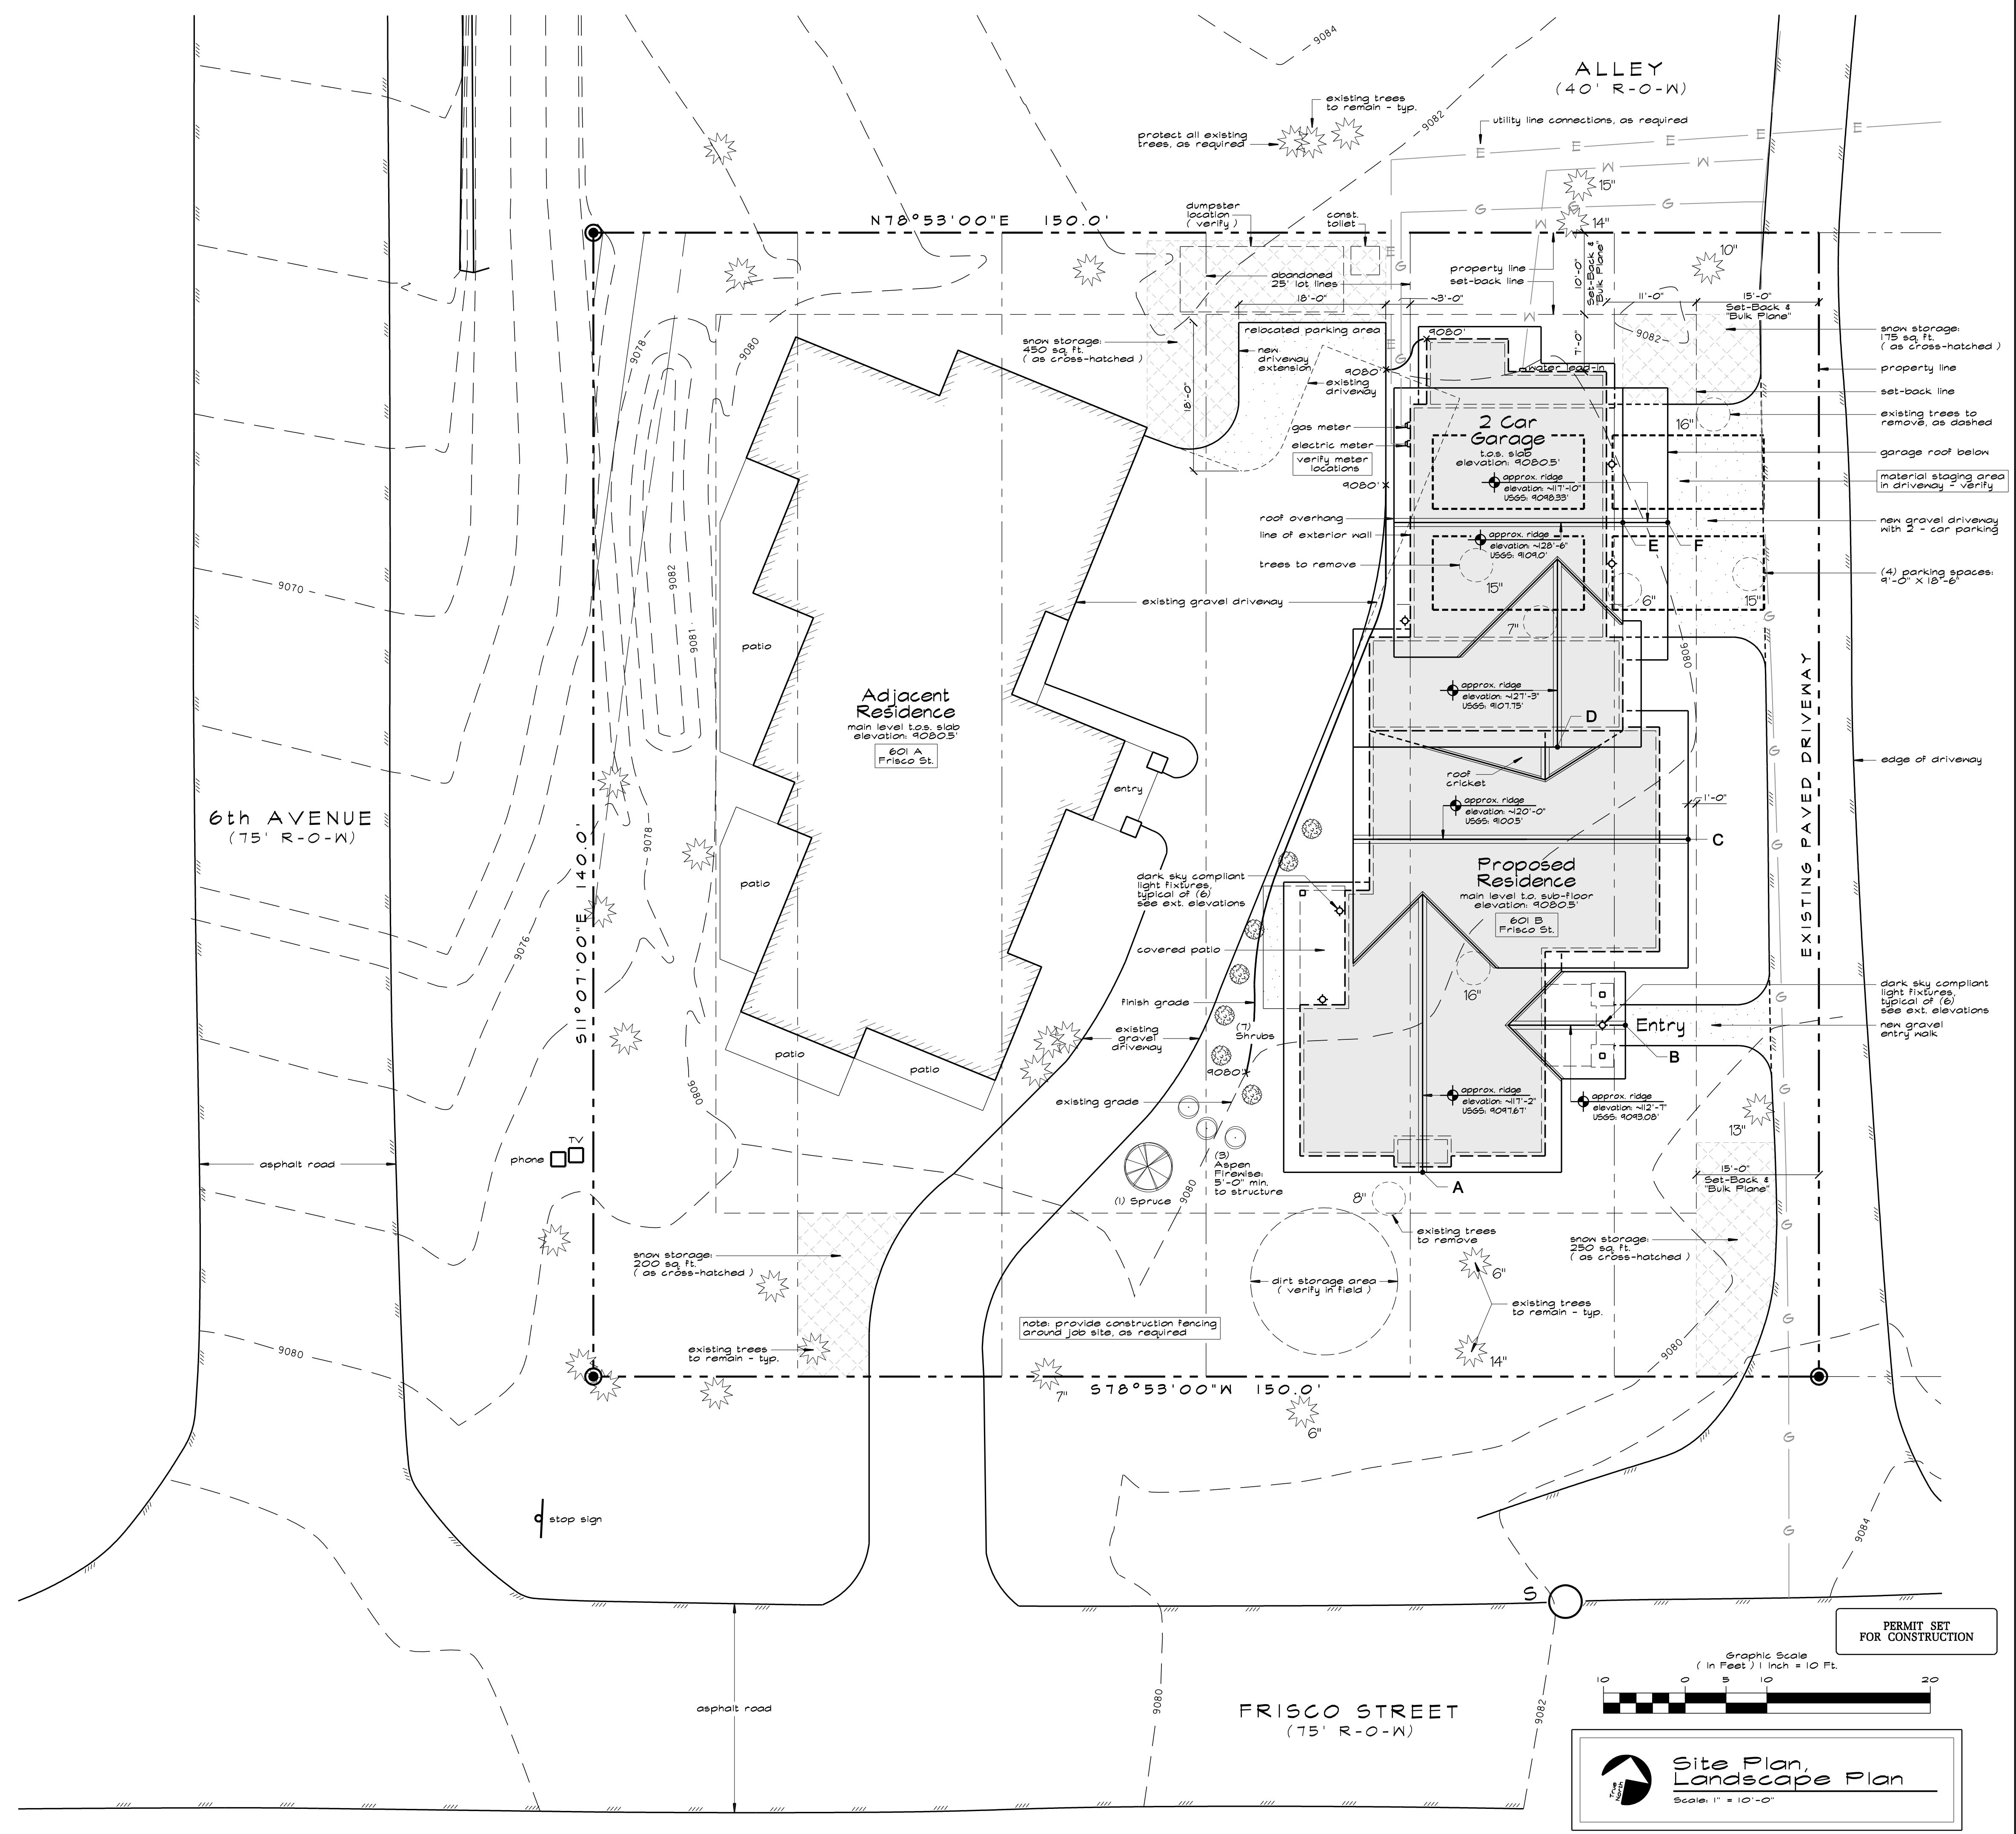 9084
ALLEY
(40' R-O-W)
existing trees
to remain - typ.
9082
utility line connections, as required
protect all existing
trees, as required
E
E
E
E
E
W
W
15"
dumpster
location
( verify )
const.
toilet
G
G
G
14"
N78°53'00"E 150.0'
W
10"
E
G
property line
set-back line
10'-0"
Set-Back &
"Bulk Plane"
abandoned
25' lot lines
18'-0"
~3'-0"
11'-0"
15'-0"
Set-Back &
"Bulk Plane"
W
9078
9080
snow storage:
450 sq. ft.
( as cross-hatched )
relocated parking area
new
driveway
extension
existing
driveway
18'-0"
E
G
9080'
9080'
7'-0"
water lead-in
9082
snow storage:
175 sq. ft.
( as cross-hatched )
property line
set-back line
existing trees to
remove, as dashed
16"
gas meter
electric meter
verify meter
locations
9080'
2 Car
Garage
t.o.s. slab
elevation: 9080.5'
approx. ridge
elevation: ~117'-10"
USGS: 9098.33'
garage roof below
material staging area
in driveway - verify
roof overhang
line of exterior wall
trees to remove
approx. ridge
elevation: ~128'-6"
USGS: 9109.0'
E
F
new gravel driveway
with 2 - car parking
(4) parking spaces:
9'-0" X 18'-6"
15"
6"
15"
7"
G
9070
9082
9081
existing gravel driveway
patio
9080
Adjacent
Residence
main level t.o.s. slab
elevation: 9080.5'
601 A
Frisco St.
approx. ridge
elevation: ~127'-3"
USGS: 9107.75'
D
EXISTING PAVED DRIVEWAY
G
edge of driveway
roof
cricket
entry
approx. ridge
elevation: ~120'-0"
USGS: 9100.5'
1'-0"
6th AVENUE
(75' R-O-W)
9078
C
G
S11°07'00"E 140.0'
patio
dark sky compliant
light fixtures,
typical of (6)
see ext. elevations
Proposed
Residence
main level t.o. sub-floor
elevation: 9080.5'
601 B
Frisco St.
9076
covered patio
16"
finish grade
G
dark sky compliant
light fixtures,
typical of (6)
see ext. elevations
new gravel
entry walk
Entry
B
existing
gravel
driveway
(7)
Shrubs
patio
patio
9080'
9080
existing grade
approx. ridge
elevation: ~117'-2"
USGS: 9097.67'
approx. ridge
elevation: ~112'-7"
USGS: 9093.08'
G
13"
TV
phone
asphalt road
(3)
Aspen
Firewise:
5'-0" min.
to structure
9080
(1) Spruce
A
8"
15'-0"
Set-Back &
"Bulk Plane"
G
existing trees
to remove
snow storage:
200 sq. ft.
( as cross-hatched )
snow storage:
250 sq. ft.
( as cross-hatched )
6"
dirt storage area
( verify in field )
G
existing trees
to remain - typ.
note: provide construction fencing
around job site, as required
9080
existing trees
to remain - typ.
14"
9080
7"
S78°53'00"W 150.0'
6"
G
stop sign
G
9084
S
PERMIT SET
FOR CONSTRUCTION
Graphic Scale
( In Feet ) 1 Inch = 10 Ft.
10 0 5 10 20
asphalt road
9080
FRISCO STREET
(75' R-O-W)
9082
True
North
Site Plan,
Landscape Plan
Scale: 1" = 10'-0"